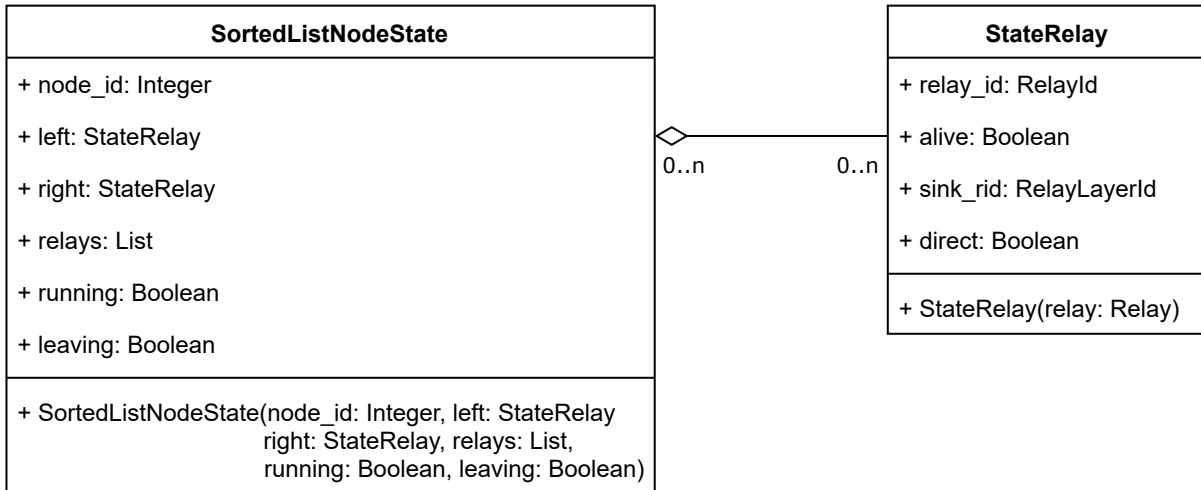 SortedListNodeState
+ node_id: Integer
+ left: StateRelay
+ right: StateRelay
+ relays: List
+ running: Boolean
+ leaving: Boolean
+ SortedListNodeState(node_id: Integer, left: StateRelay
right: StateRelay, relays: List,
running: Boolean, leaving: Boolean)
0..n
0..n
StateRelay
+ relay_id: RelayId
+ alive: Boolean
+ sink_rid: RelayLayerId
+ direct: Boolean
+ StateRelay(relay: Relay)